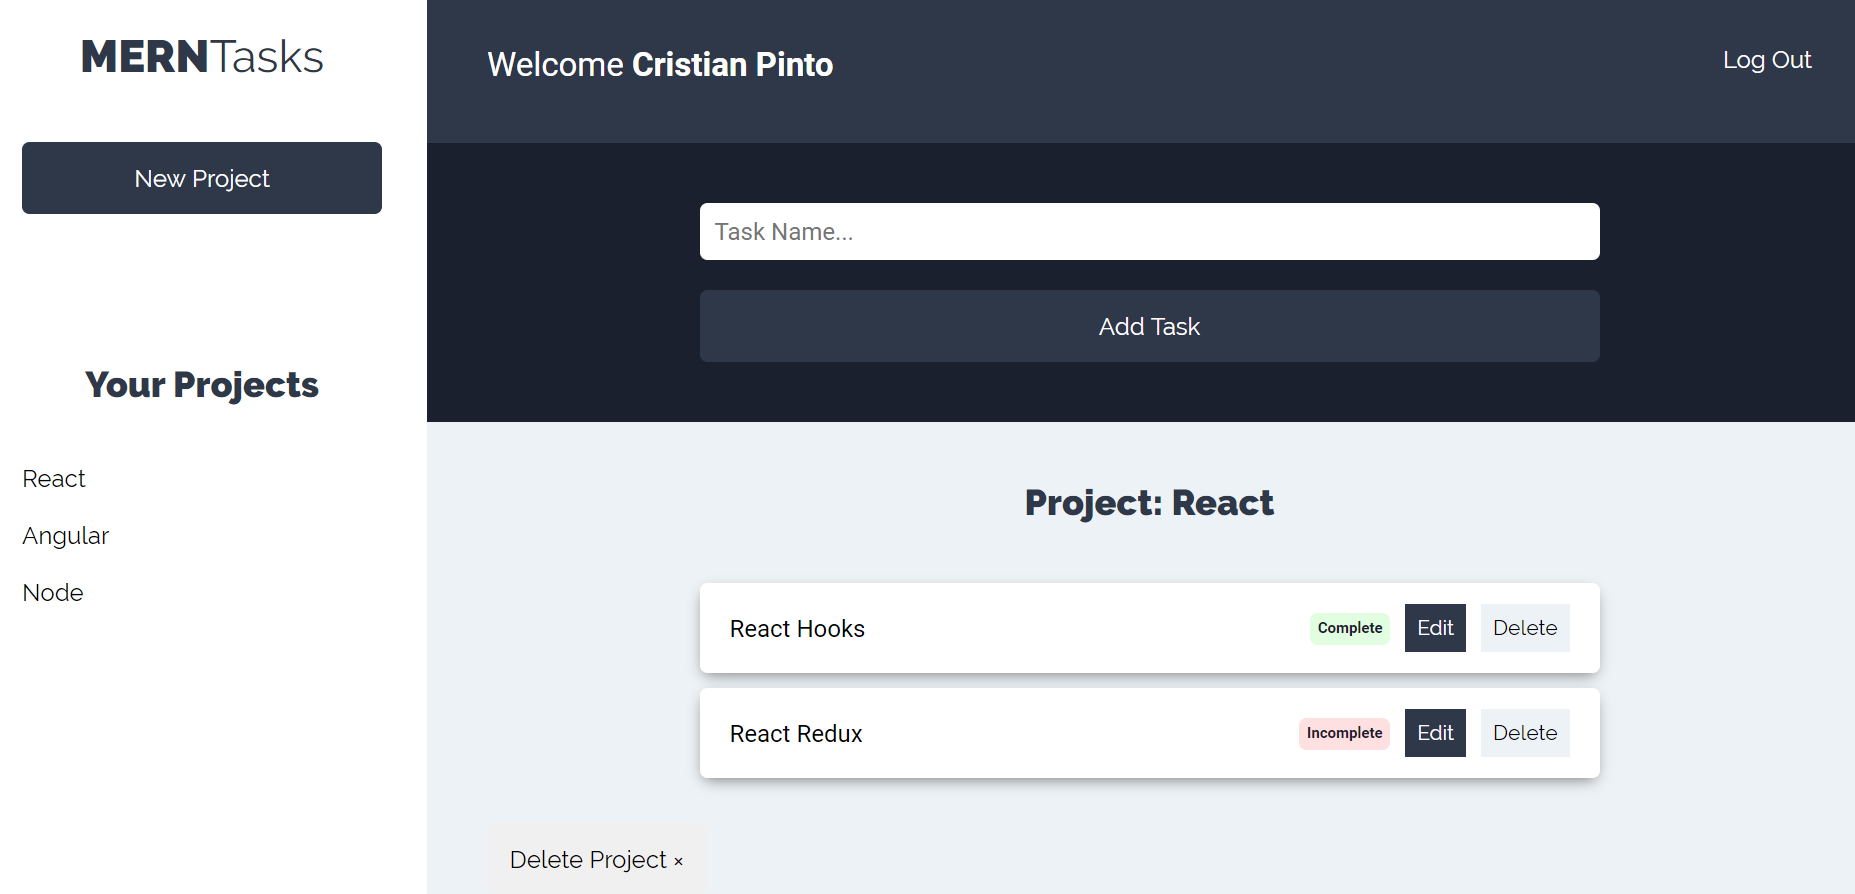 MERNTasks
New Project
Your Projects
React
Angular
Node
Welcome Cristian Pinto
Log Out
Task Name...
Add Task
Project: React
React Hooks
Complete
Edit
Delete
React Redux
Incomplete
Edit
Delete
Delete Project ×